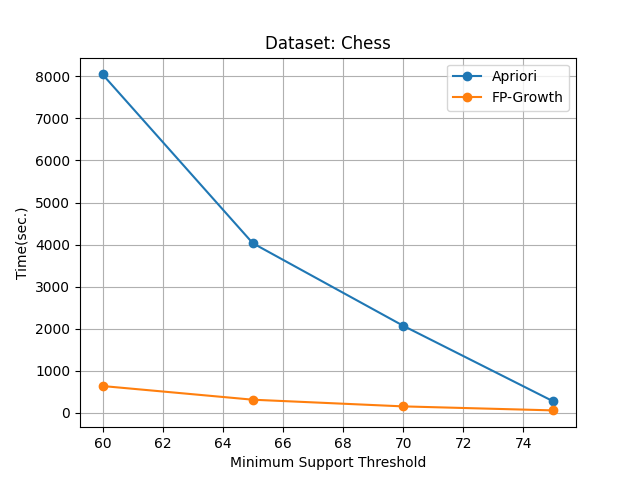 Dataset: Chess
Apriori
FP-Growth
8000
7000
6000
5000
4000
3000
2000
1000
0
Time(sec.)
60 62 64 66 68 70 72 74
Minimum Support Threshold